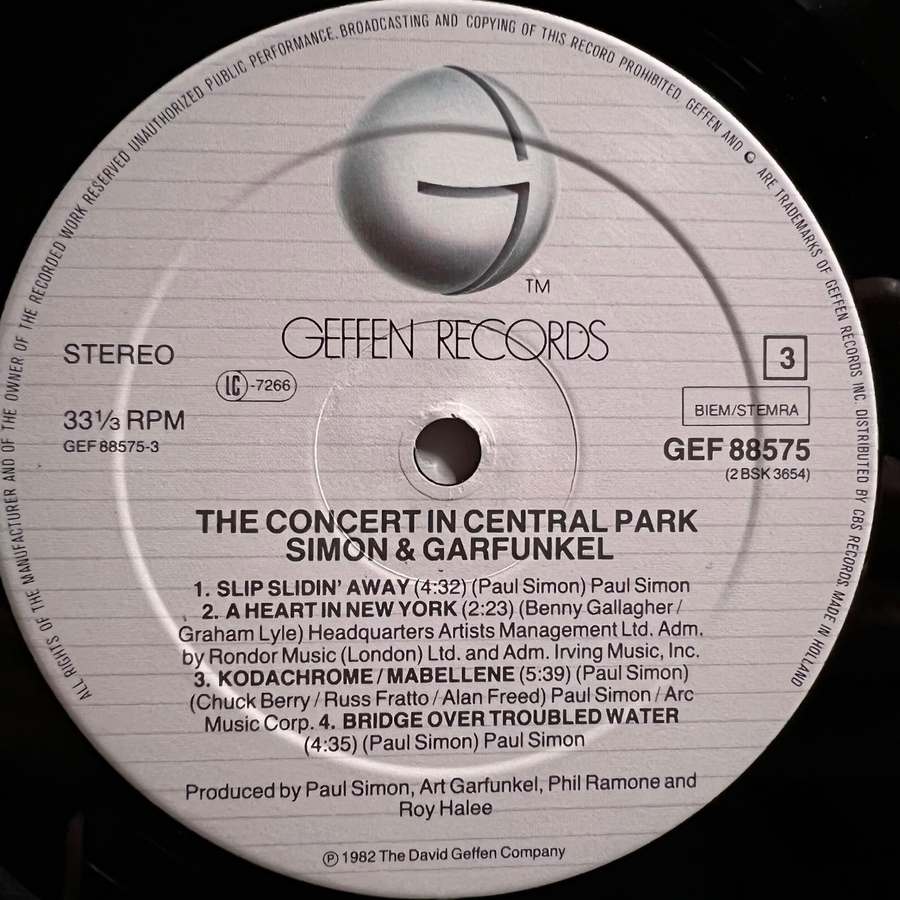 ALL RIGHTS OF THE MANUFACTURER AND OF THE OWNER OF THE RECORDED WORK RESERVED UNAUTHORIZED PUBLIC PERFORMANCE. BROADCASTING AND COPYING OF THIS RECORD PROHIBITED. GEFFEN AND G ARE TRADEMARKS OF GEFFEN RECORDS INC. DISTRIBUTED BY CBS RECORDS. MADE IN HOLLAND
TM
GEFFEN RECORDS
STEREO
3
LC-7266
33⅓ RPM
BIEM/STEMRA
GEF 88575-3
GEF 88575
(2 BSK 3654)
THE CONCERT IN CENTRAL PARK
SIMON & GARFUNKEL
1. SLIP SLIDIN' AWAY (4:32) (Paul Simon) Paul Simon
2. A HEART IN NEW YORK (2:23) (Benny Gallagher/
Graham Lyle) Headquarters Artists Management Ltd. Adm.
by Rondor Music (London) Ltd. and Adm. Irving Music, Inc.
3. KODACHROME/MABELLENE (5:39) (Paul Simon)
(Chuck Berry/Russ Fratto/Alan Freed) Paul Simon/Arc
Music Corp. 4. BRIDGE OVER TROUBLED WATER
(4:35) (Paul Simon) Paul Simon
Produced by Paul Simon, Art Garfunkel, Phil Ramone and
Roy Halee
℗ 1982 The David Geffen Company